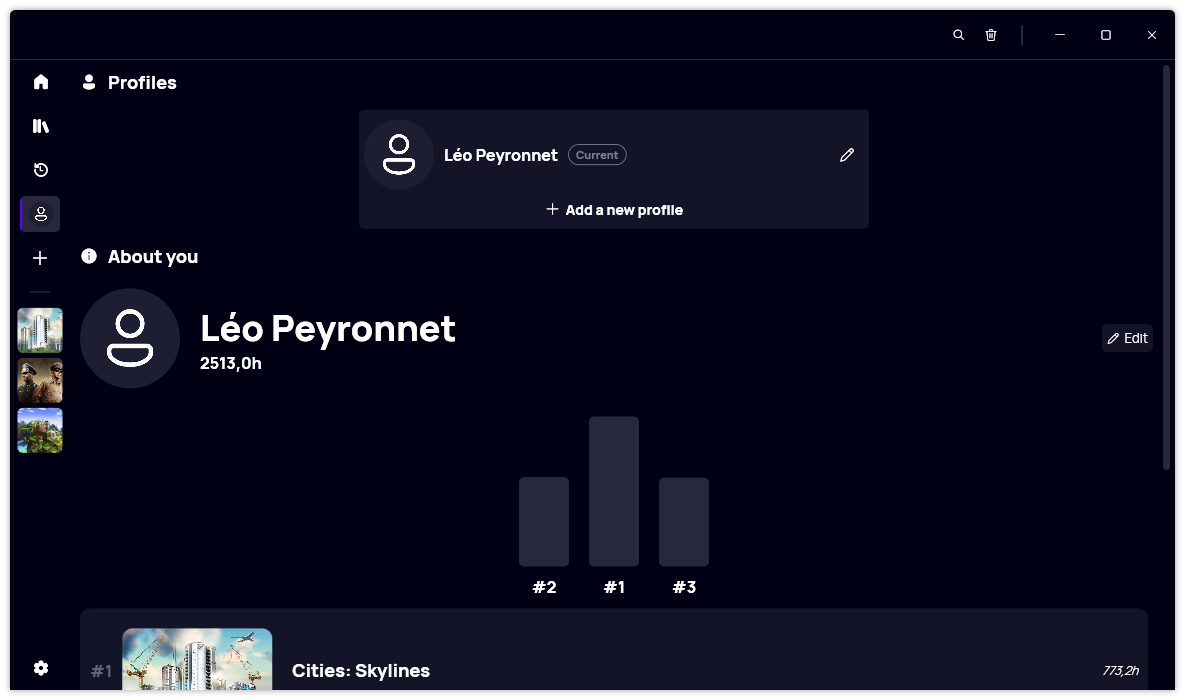 Profiles
Léo Peyronnet Current
Add a new profile
About you
Léo Peyronnet
2513,0h
Edit
#2 #1 #3
#1 Cities: Skylines 773,2h